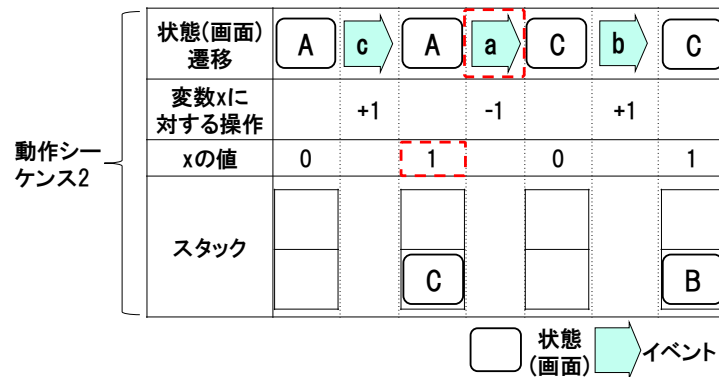 状態(画面)
遷移
A c A a C b C
変数xに
対する操作
+1 -1 +1
動作シー
ケンス2
xの値
0 1 0 1
スタック
C B
状態
(画面)
イベント